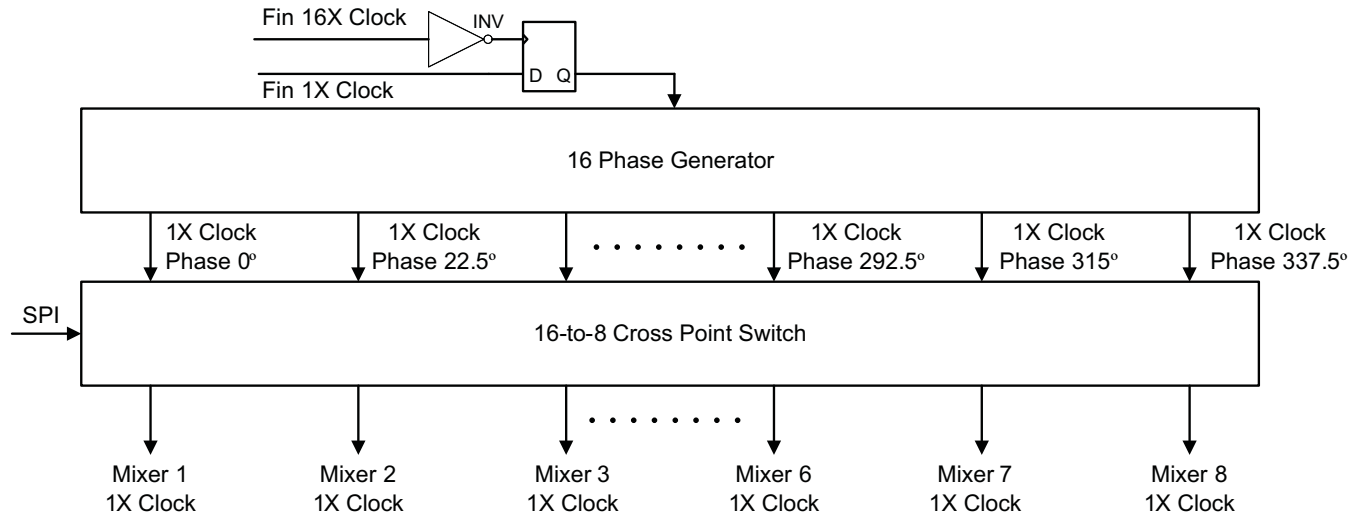 Fin 16X Clock
INV
D Q
Fin 1X Clock
16 Phase Generator
1X Clock
Phase 0º
1X Clock
Phase 22.5º
1X Clock
Phase 292.5º
1X Clock
Phase 315º
1X Clock
Phase 337.5º
SPI
16-to-8 Cross Point Switch
Mixer 1
1X Clock
Mixer 2
1X Clock
Mixer 3
1X Clock
Mixer 6
1X Clock
Mixer 7
1X Clock
Mixer 8
1X Clock